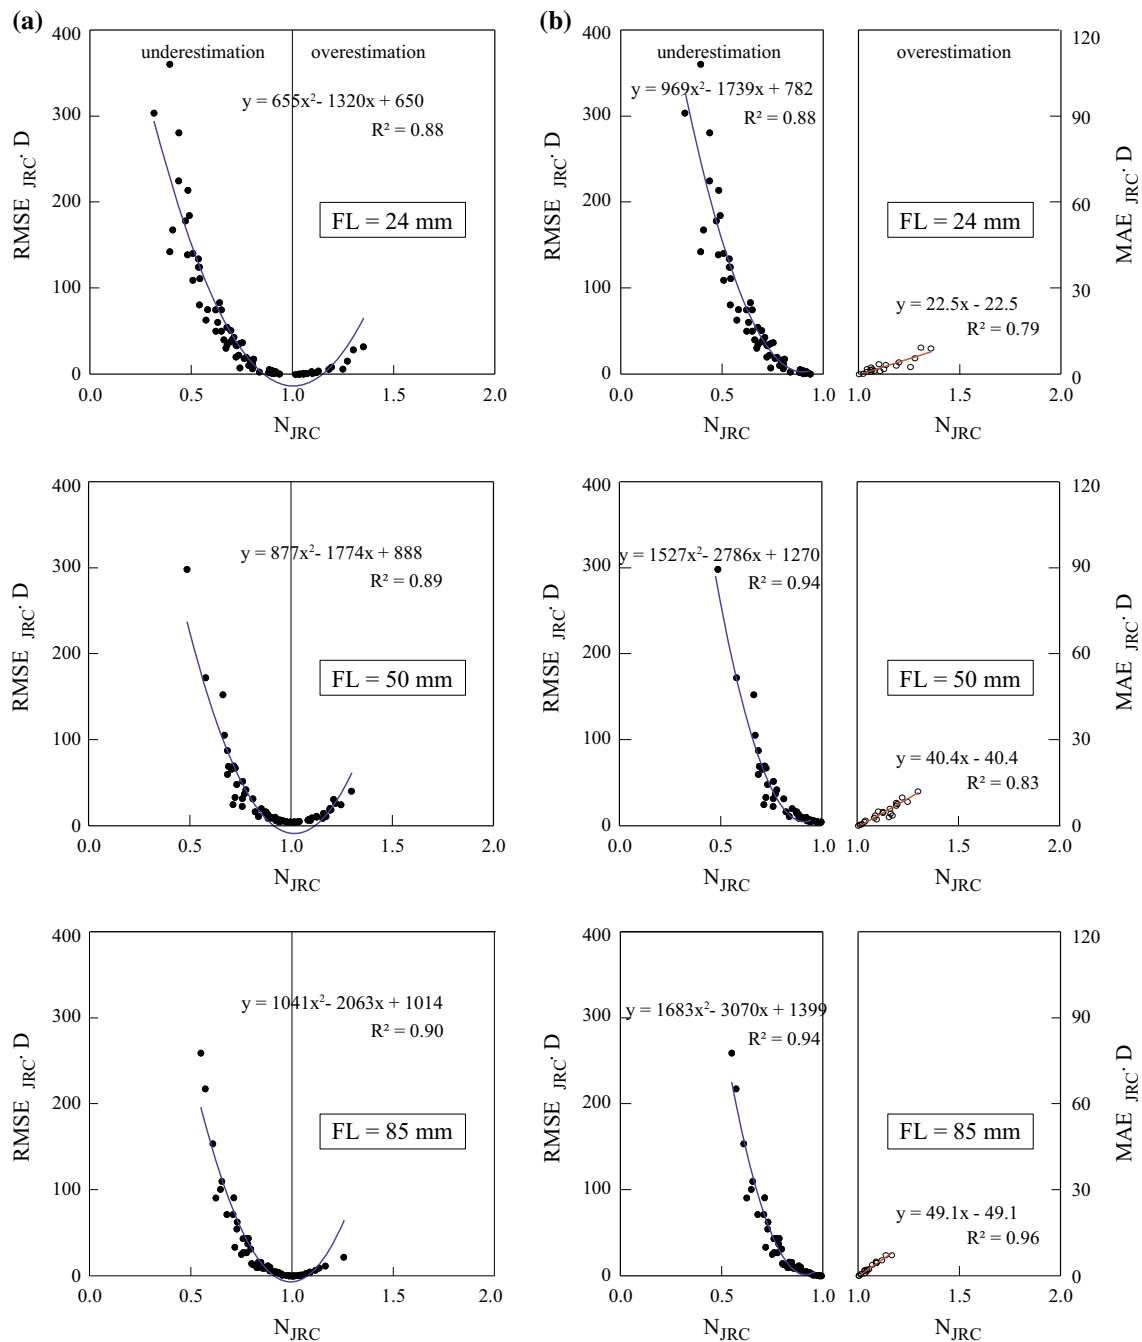 (a)
underestimation overestimation
y = 655x²- 1320x + 650
R² = 0.88
FL = 24 mm
RMSE JRC. D
400
300
200
100
0
0.0 0.5 1.0 1.5 2.0
NJRC
(b)
underestimation overestimation
y = 969x²- 1739x + 782
R² = 0.88
FL = 24 mm
y = 22.5x - 22.5
R² = 0.79
RMSE JRC. D
400
300
200
100
0
0.0 0.5 1.0
NJRC
1.0 1.5 2.0
NJRC
120
90
60
30
0
MAE JRC. D
y = 877x²- 1774x + 888
R² = 0.89
FL = 50 mm
RMSE JRC. D
400
300
200
100
0
0.0 0.5 1.0 1.5 2.0
NJRC
y = 1527x²- 2786x + 1270
R² = 0.94
FL = 50 mm
y = 40.4x - 40.4
R² = 0.83
RMSE JRC. D
400
300
200
100
0
0.0 0.5 1.0
NJRC
1.0 1.5 2.0
NJRC
120
90
60
30
0
MAE JRC. D
y = 1041x²- 2063x + 1014
R² = 0.90
FL = 85 mm
RMSE JRC. D
400
300
200
100
0
0.0 0.5 1.0 1.5 2.0
NJRC
y = 1683x²- 3070x + 1399
R² = 0.94
FL = 85 mm
y = 49.1x - 49.1
R² = 0.96
RMSE JRC. D
400
300
200
100
0
0.0 0.5 1.0
NJRC
1.0 1.5 2.0
NJRC
120
90
60
30
0
MAE JRC. D